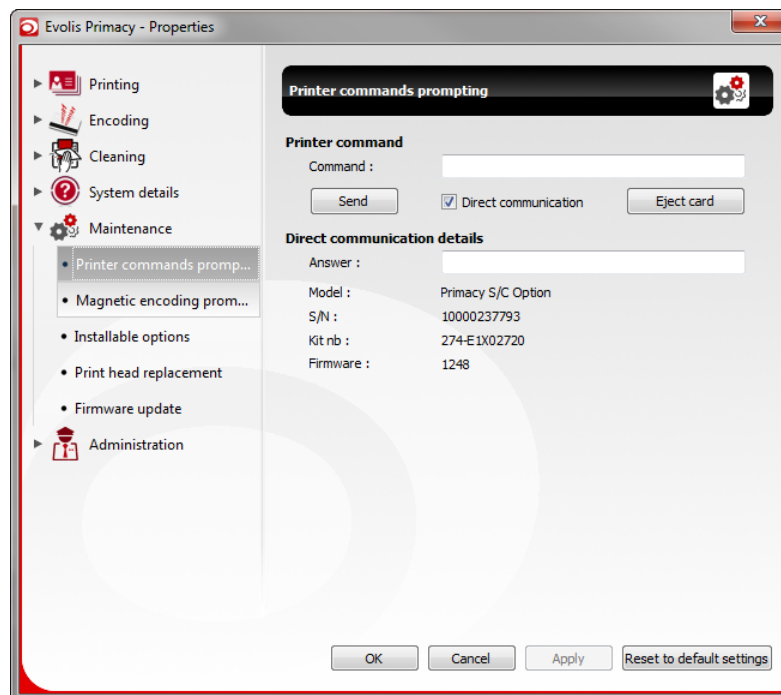 Evolis Primacy - Properties
Printing
Encoding
Cleaning
System details
Maintenance
Printer commands promp...
Magnetic encoding prom...
Installable options
Print head replacement
Firmware update
Administration
Printer commands prompting
Printer command
Command :
Send
Direct communication
Eject card
Direct communication details
Answer :
Model : Primacy S/C Option
S/N : 10000237793
Kit nb : 274-E1X02720
Firmware : 1248
OK Cancel Apply Reset to default settings